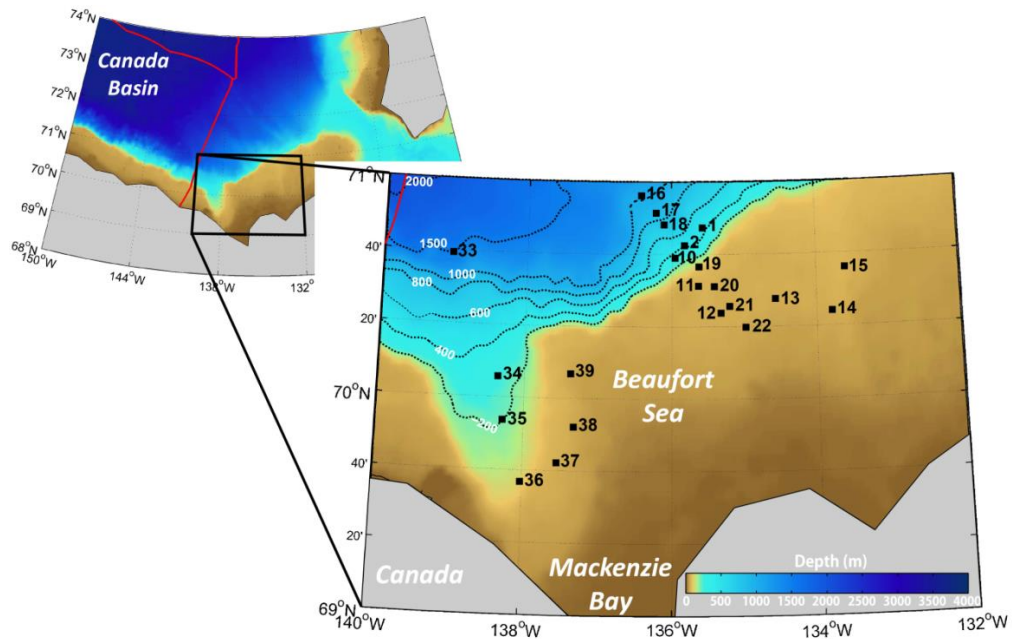 74°N
73°N
72°N
71°N
70°N
69°N
68°N
150°W
144°W
138°W
132°
Canada
Basin
71°N
40'
20'
70°N
40'
20'
69°N
140°W
138°W
136°W
134°W
132°W
2000
1500
1000
800
600
400
200
16
17
18
1
2
10
19
15
33
11
20
13
12
21
14
22
34
39
35
38
37
36
Beaufort
Sea
Canada
Mackenzie
Bay
Depth (m)
0 500 1000 1500 2000 2500 3000 3500 4000